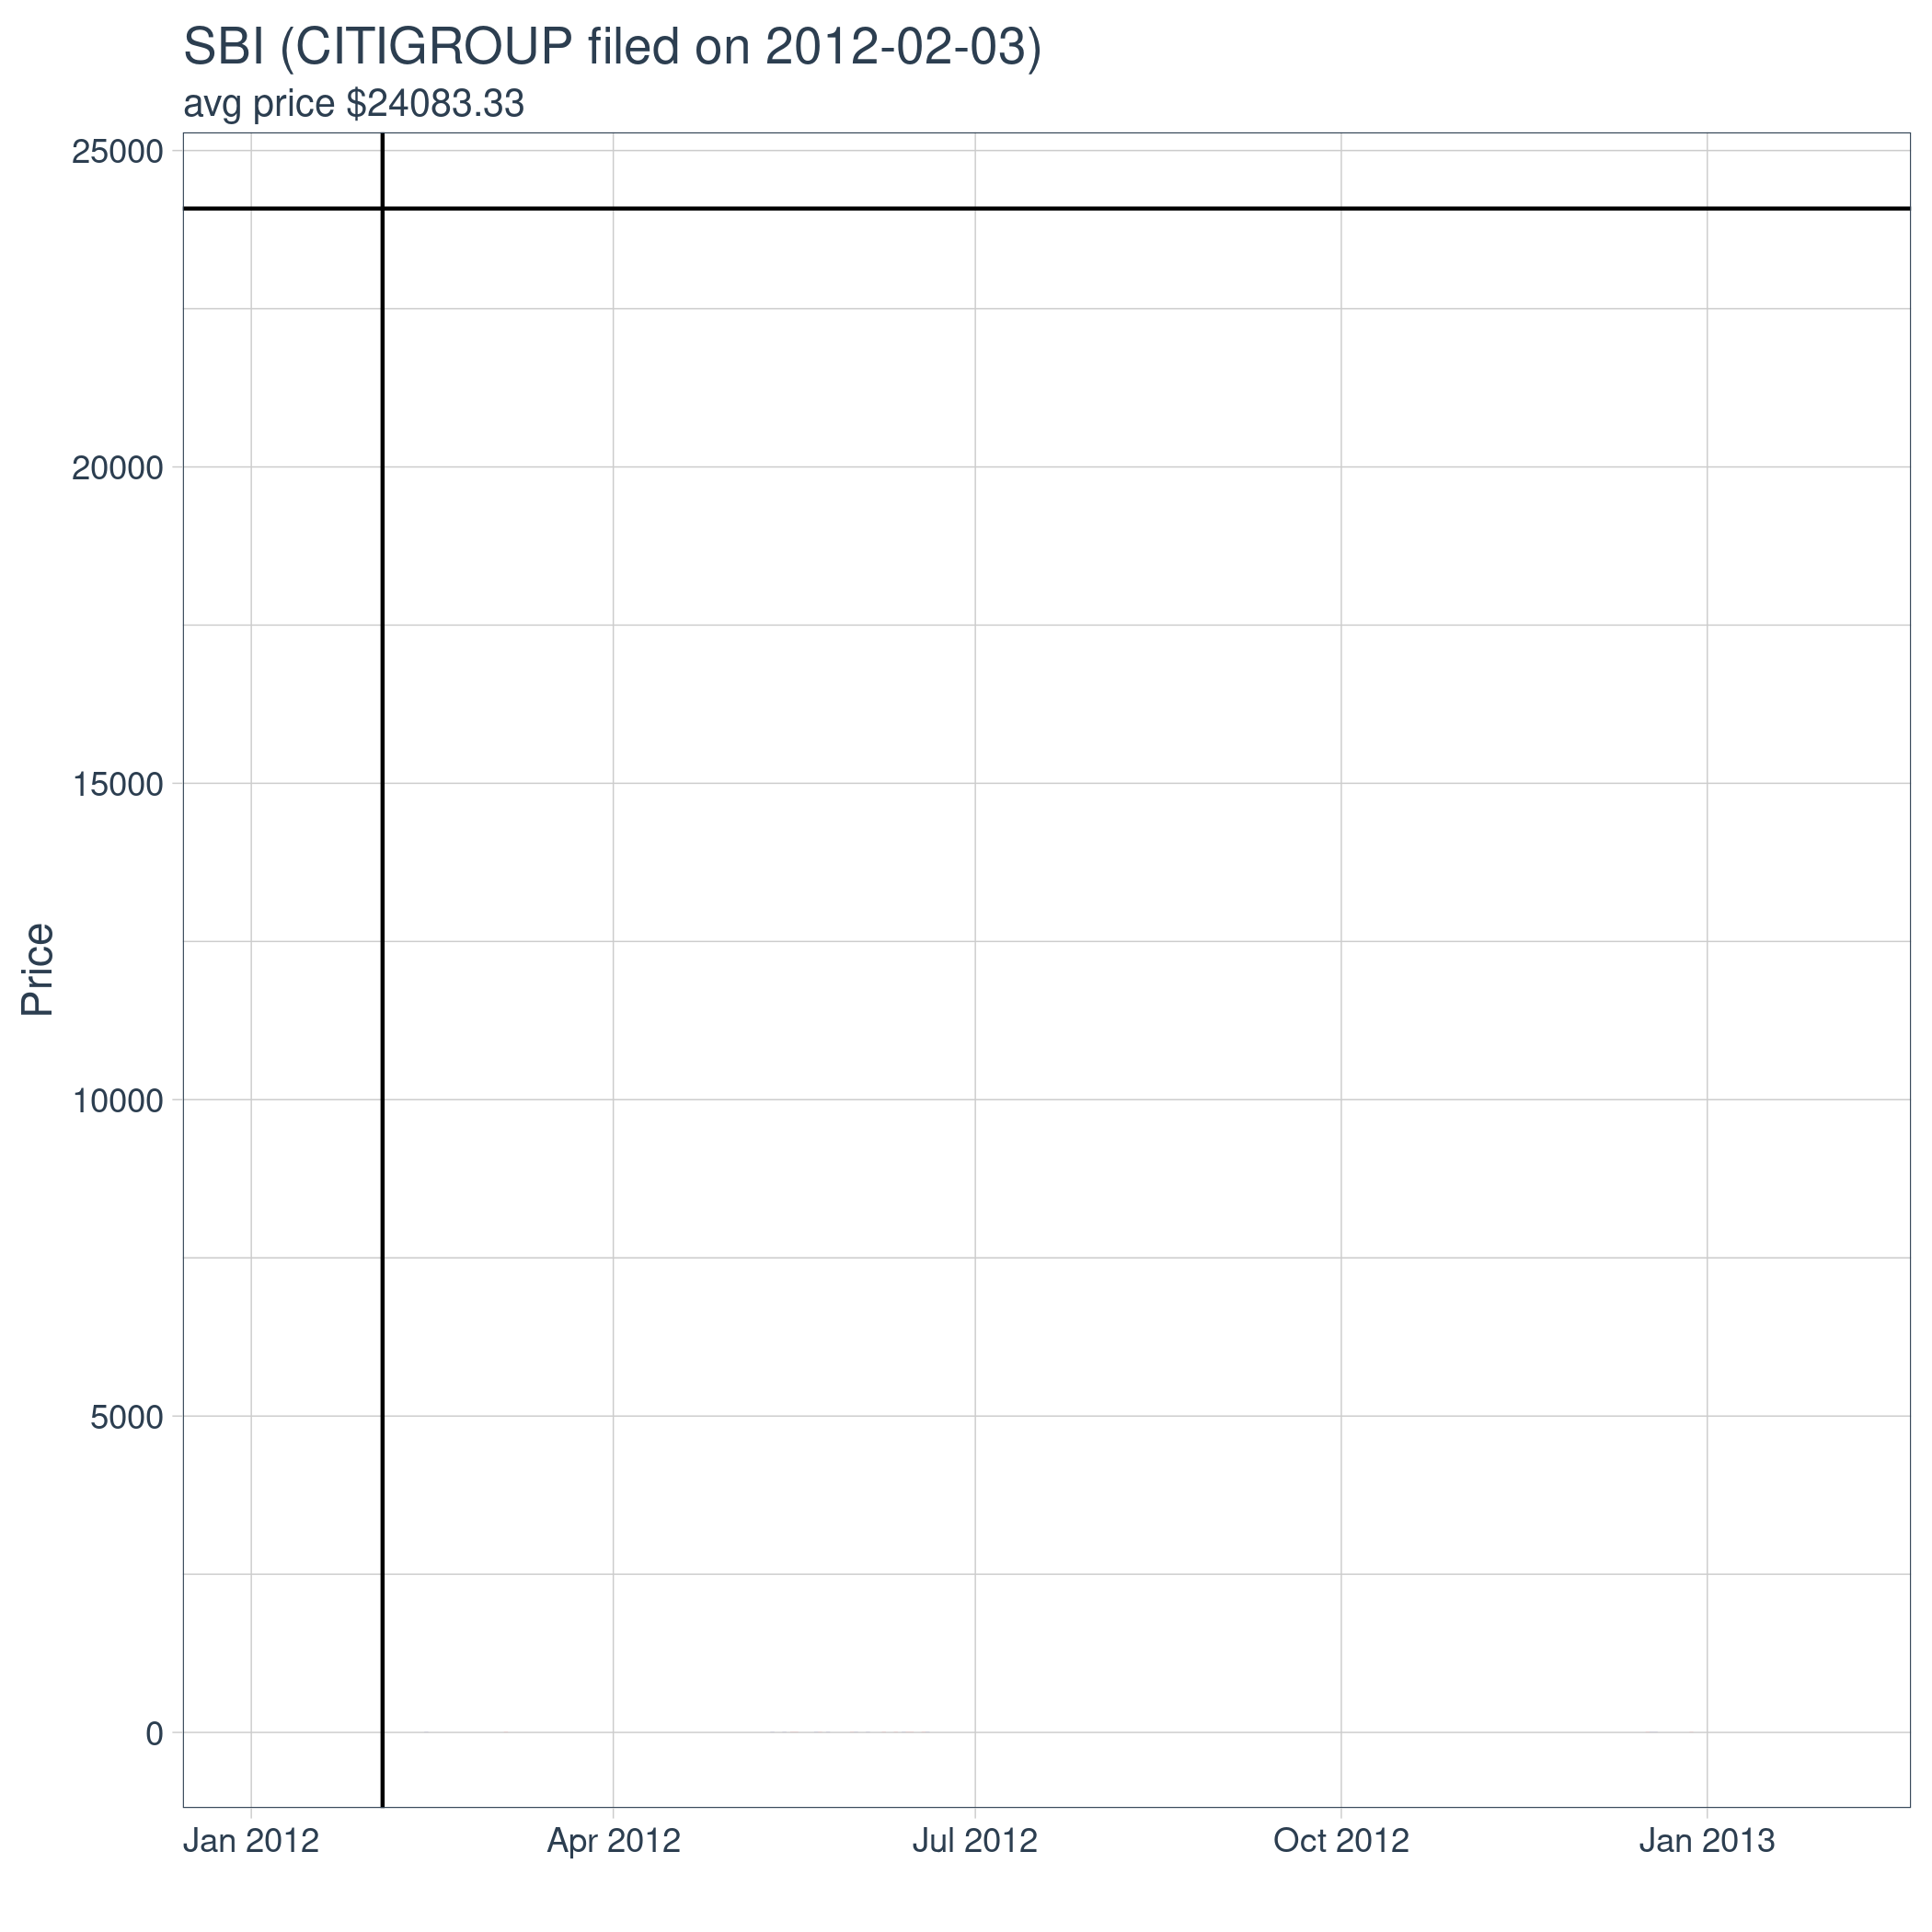 SBI (CITIGROUP filed on 2012-02-03)
avg price $24083.33
25000
20000
15000
10000
5000
0
Price
Jan 2012 Apr 2012 Jul 2012 Oct 2012 Jan 2013